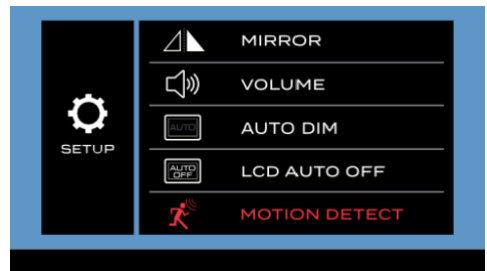 MIRROR
VOLUME
SETUP
AUTO
AUTO DIM
AUTO
OFF
LCD AUTO OFF
MOTION DETECT